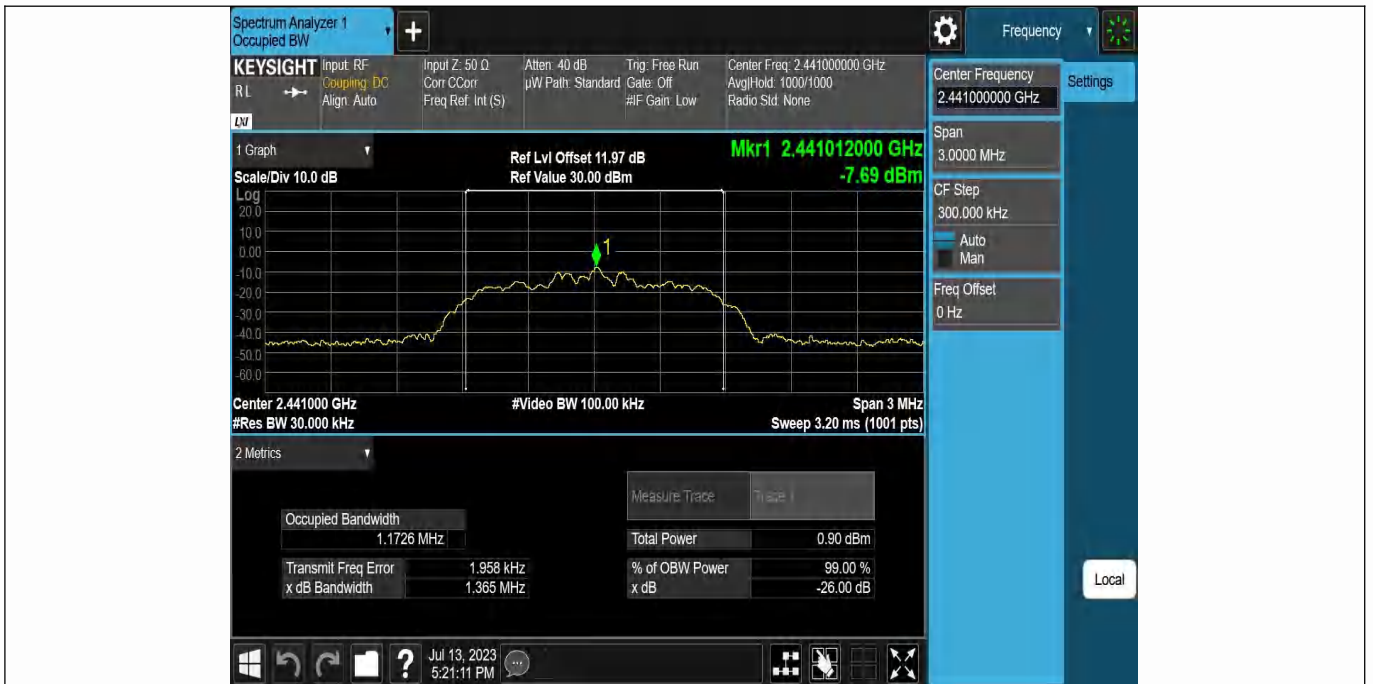 Spectrum Analyzer 1
Occupied BW
+
Frequency
KEYSIGHT
R L
LXI
Input: RF
Coupling: DC
Align: Auto
Input Z: 50 Ω
Corr CCorr
Freq Ref: Int (S)
Atten: 40 dB
µW Path: Standard
Trig: Free Run
Gate: Off
#IF Gain: Low
Center Freq: 2.441000000 GHz
Avg|Hold: 1000/1000
Radio Std: None
Center Frequency
2.441000000 GHz
Settings
Span
3.0000 MHz
CF Step
300.000 kHz
Auto
Man
Freq Offset
0 Hz
Local
1 Graph
Scale/Div 10.0 dB
Ref Lvl Offset 11.97 dB
Ref Value 30.00 dBm
Mkr1 2.441012000 GHz
-7.69 dBm
Log
20.0
10.0
0.00
-10.0
-20.0
-30.0
-40.0
-50.0
-60.0
1
Center 2.441000 GHz
#Res BW 30.000 kHz
#Video BW 100.00 kHz
Span 3 MHz
Sweep 3.20 ms (1001 pts)
2 Metrics
Measure Trace
Trace 1
Occupied Bandwidth
1.1726 MHz
Total Power 0.90 dBm
Transmit Freq Error 1.958 kHz
% of OBW Power 99.00 %
x dB Bandwidth 1.365 MHz
x dB -26.00 dB
?
Jul 13, 2023
5:21:11 PM